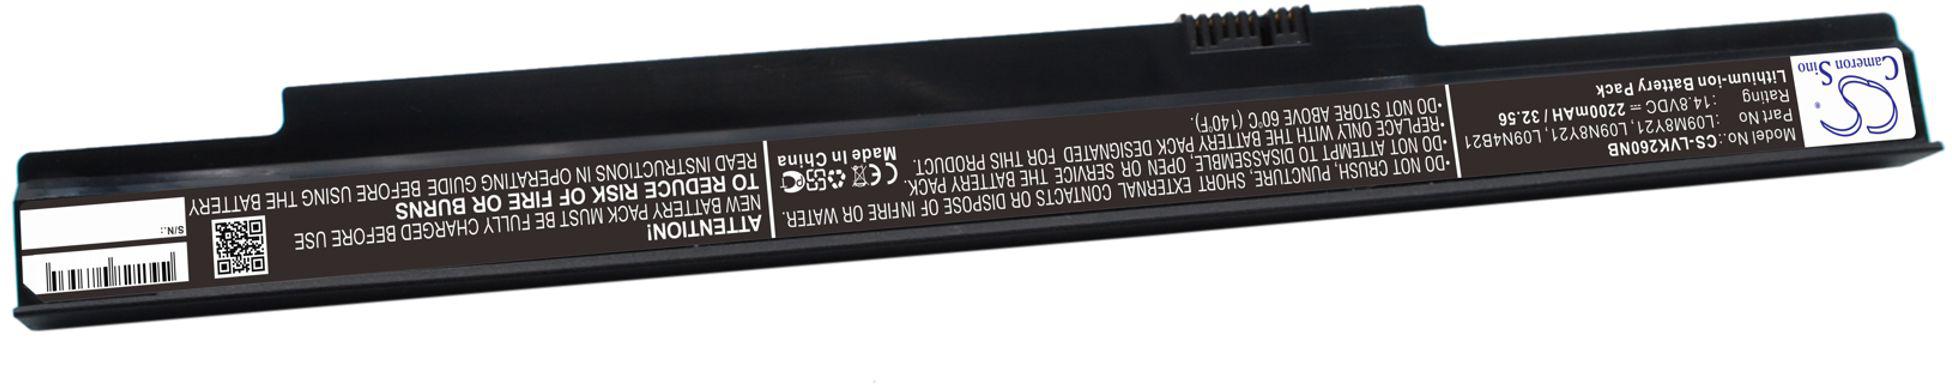 Cameron
Sino
Model No.: CS-LVK260NB
Part No : L09M8Y21, L09N8Y21, L09N4B21
Rating : 14.8VDC ⎓ 2200mAH / 32.56
Lithium-Ion Battery Pack
•DO NOT CRUSH, PUNCTURE, SHORT EXTERNAL CONTACTS OR DISPOSE OF IN FIRE OR WATER.
•DO NOT ATTEMPT TO DISASSEMBLE, OPEN, OR SERVICE THE BATTERY PACK.
•REPLACE ONLY WITH THE BATTERY PACK DESIGNATED FOR THIS PRODUCT.
•DO NOT STORE ABOVE 60°C (140°F).
CE
Made in China
ATTENTION!
NEW BATTERY PACK MUST BE FULLY CHARGED BEFORE USE
TO REDUCE RISK OF FIRE OR BURNS
READ INSTRUCTIONS IN OPERATING GUIDE BEFORE USING THE BATTERY
S/N.: